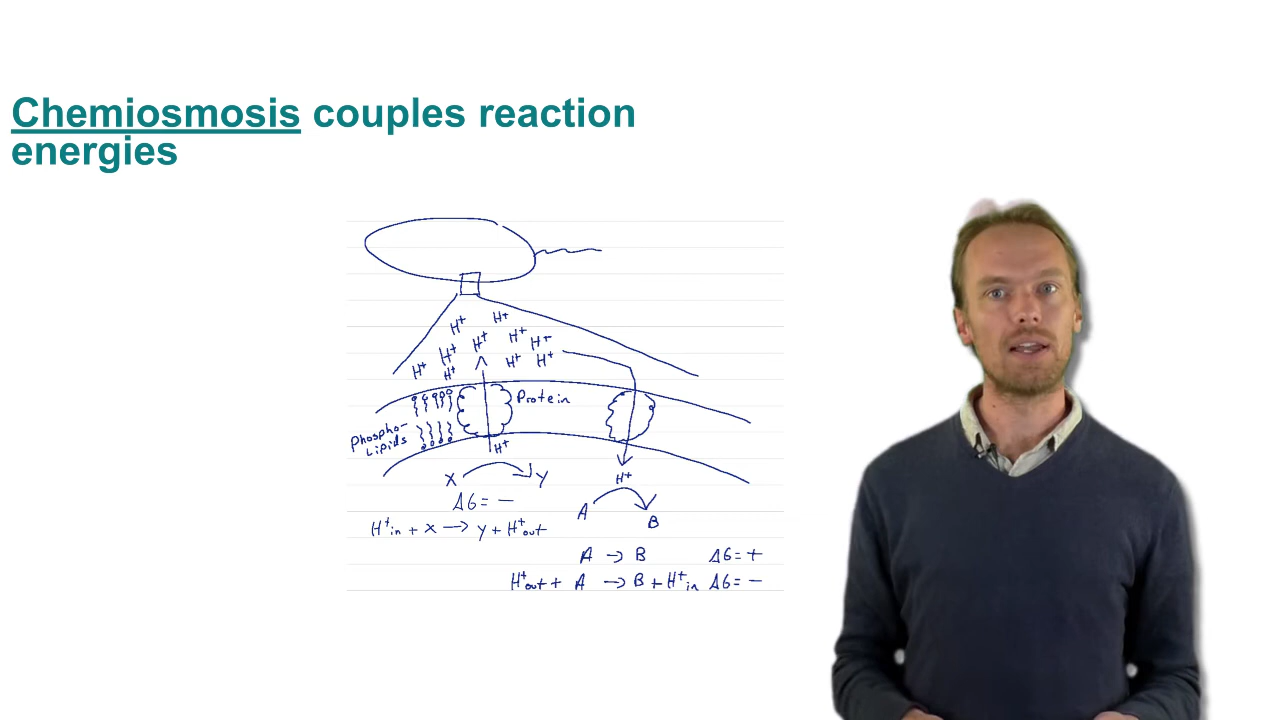 Chemiosmosis couples reaction
energies
H⁺ H⁺
H⁺ H⁺ H⁺
H⁺ H⁺ H⁺ H⁺ H⁺
Protein
Phospho-
Lipids
H⁺
X Y
H⁺
ΔG = −
A
B
H⁺in + X → Y + H⁺out
A → B ΔG = +
H⁺out + A → B + H⁺in ΔG = −